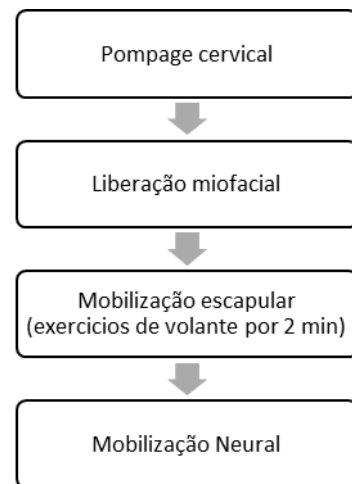 Pompage cervical
Liberação miofacial
Mobilização escapular
(exercicios de volante por 2 min)
Mobilização Neural